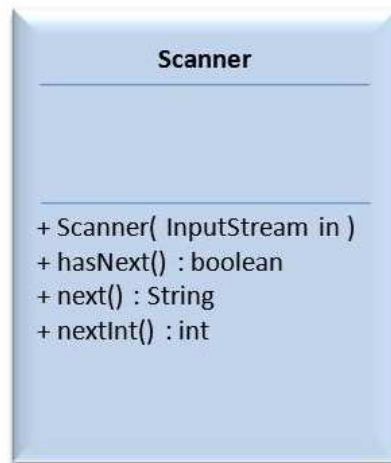 Scanner
+ Scanner( InputStream in )
+ hasNext() : boolean
+ next() : String
+ nextInt() : int